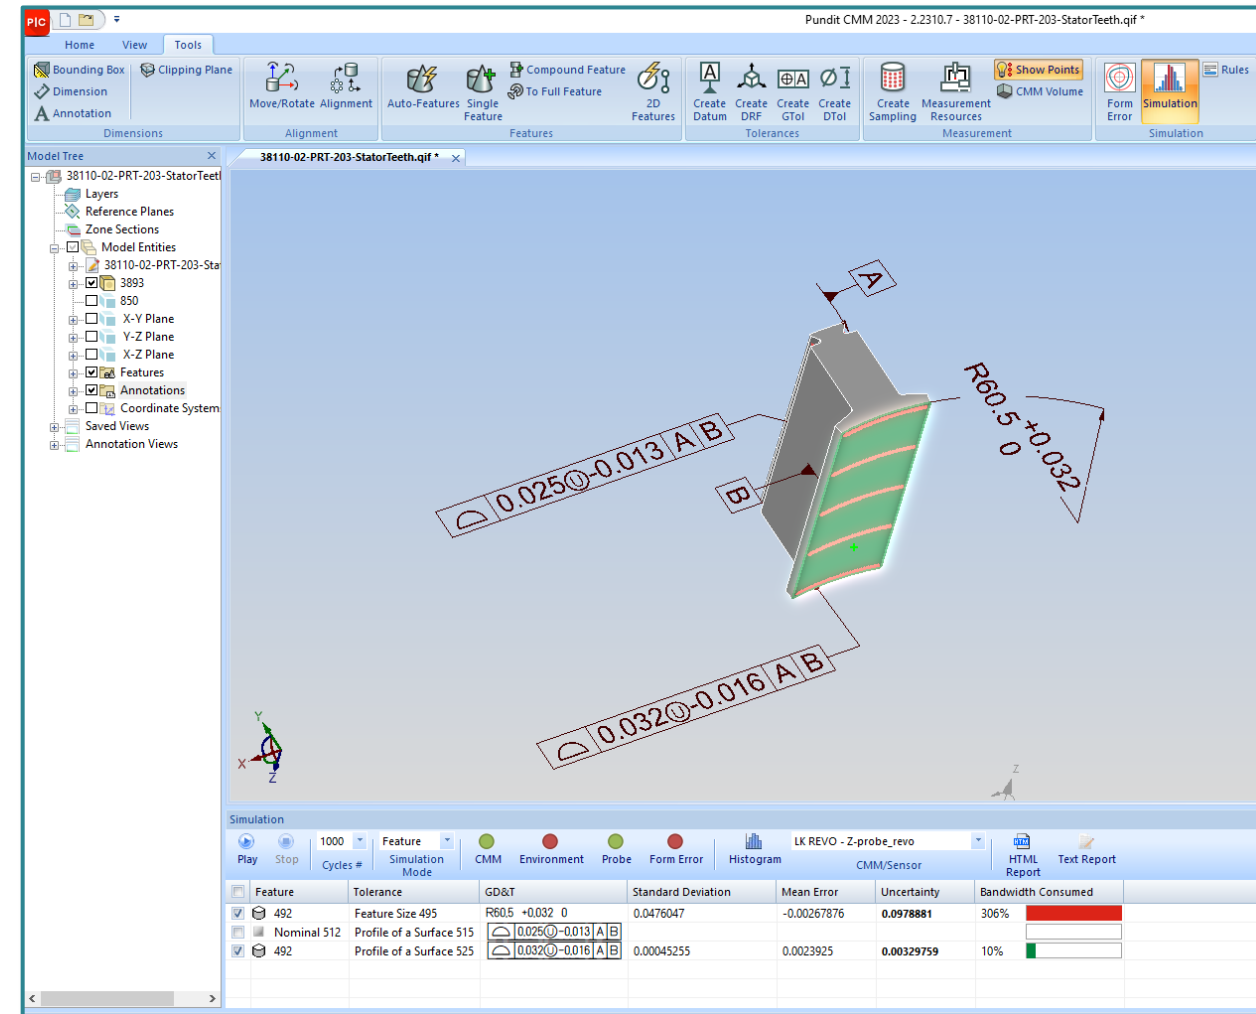 P|C
Pundit CMM 2023 - 2.2310.7 - 38110-02-PRT-203-StatorTeeth.qif *
Home View Tools
Bounding Box Clipping Plane
Dimension
Annotation
Dimensions
Move/Rotate Alignment
Alignment
Auto-Features Single Feature
Compound Feature
To Full Feature
2D Features
Features
Create Datum Create DRF Create GTol Create DTol
Tolerances
Create Sampling Measurement Resources
Show Points
CMM Volume
Measurement
Form Error Simulation
Rules
Simulation
Model Tree
38110-02-PRT-203-StatorTeeth.qif *
38110-02-PRT-203-StatorTeetl
Layers
Reference Planes
Zone Sections
Model Entities
38110-02-PRT-203-Sta
3893
850
X-Y Plane
Y-Z Plane
X-Z Plane
Features
Annotations
Coordinate System
Saved Views
Annotation Views
A
R60.5 +0.032
0
0.025Ⓤ-0.013 A B
B
0.032Ⓤ-0.016 A B
Y
X
Z
Z
Simulation
Play Stop
1000
Cycles #
Feature
Simulation Mode
CMM Environment Probe Form Error Histogram
LK REVO - Z-probe_revo
CMM/Sensor
HTM
HTML Report Text Report
Feature Tolerance GD&T Standard Deviation Mean Error Uncertainty Bandwidth Consumed
492 Feature Size 495 R60,5 +0,032 0 0.0476047 -0.00267876 0.0978881 306%
Nominal 512 Profile of a Surface 515 0,025Ⓤ-0,013 A B
492 Profile of a Surface 525 0,032Ⓤ-0,016 A B 0.00045255 0.0023925 0.00329759 10%